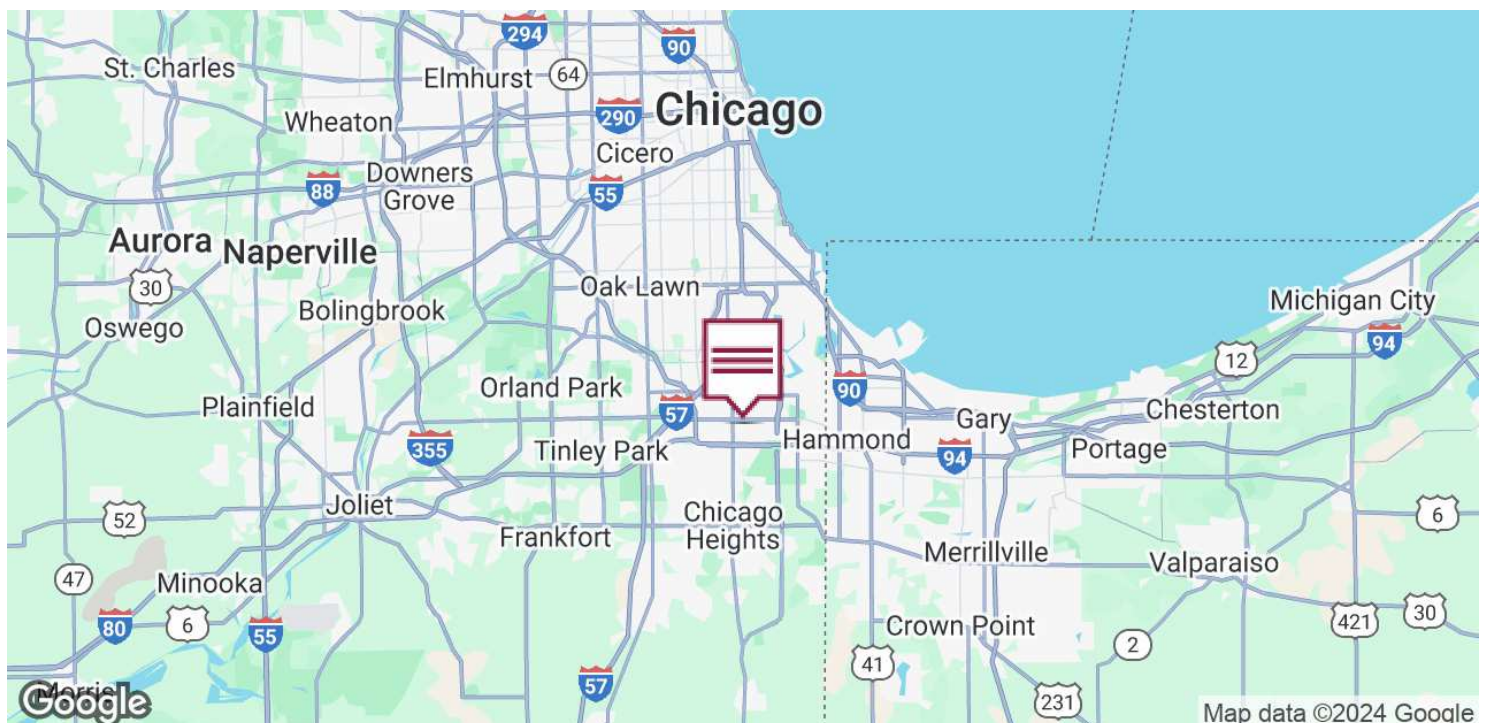 294
90
St. Charles
Elmhurst
64
Chicago
Wheaton
290
Cicero
Downers
Grove
88
55
Aurora
Naperville
30
Oak Lawn
Bolingbrook
Oswego
Michigan City
94
12
Orland Park
90
Plainfield
57
Gary
Chesterton
355
Tinley Park
Hammond
94
Portage
Joliet
52
Chicago
Heights
6
Frankfort
Merrillville
Valparaiso
47
Minooka
80
6
55
Crown Point
2
421
30
41
57
231
Morris
Google
Map data ©2024 Google